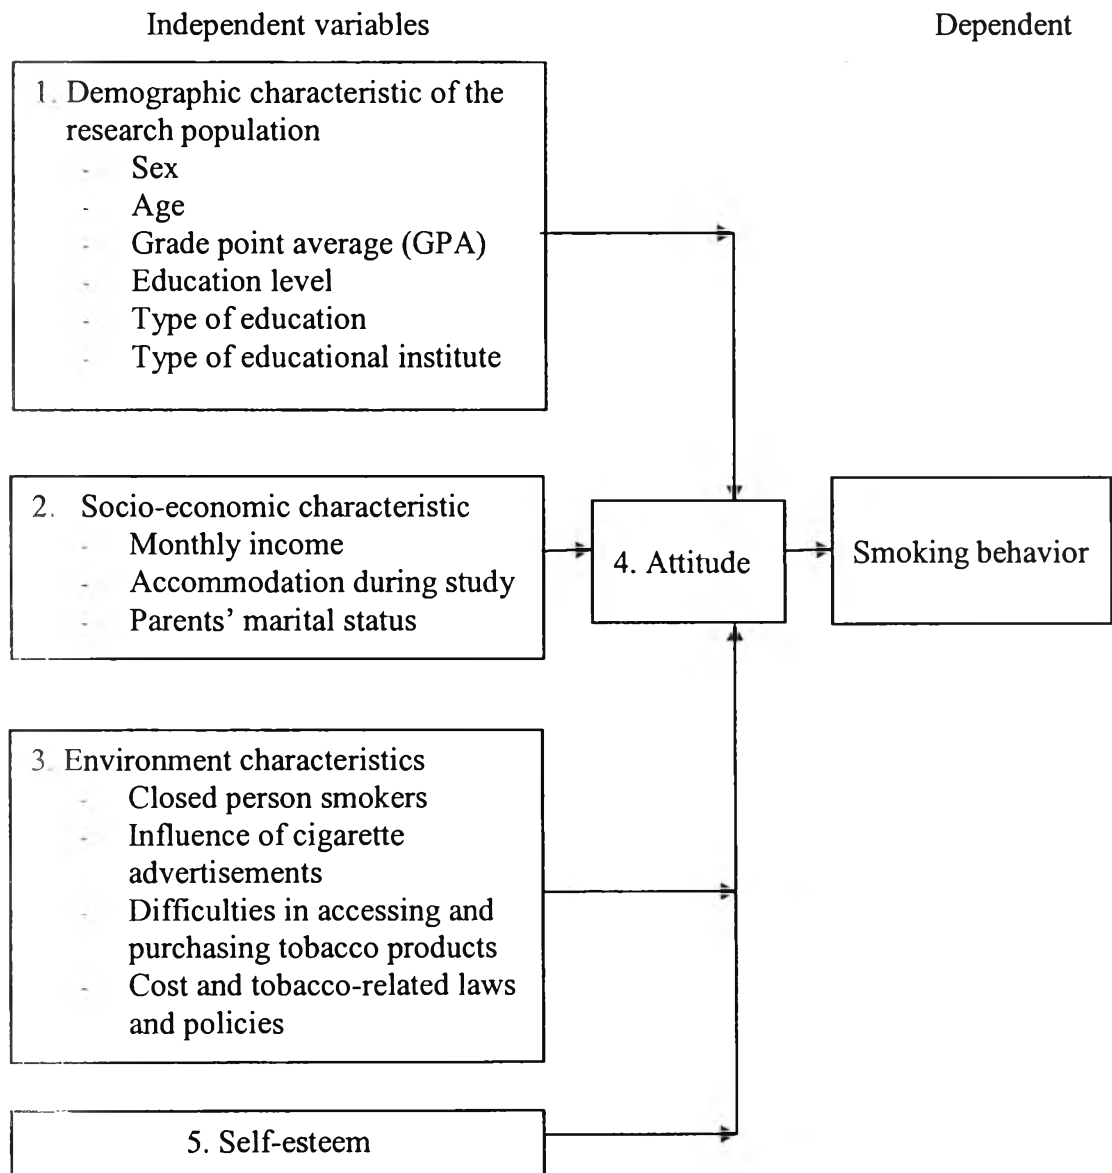 Independent variables
Dependent
1. Demographic characteristic of the
research population
- Sex
- Age
- Grade point average (GPA)
- Education level
- Type of education
- Type of educational institute
2. Socio-economic characteristic
- Monthly income
- Accommodation during study
- Parents’ marital status
4. Attitude
Smoking behavior
3. Environment characteristics
- Closed person smokers
- Influence of cigarette
advertisements
- Difficulties in accessing and
purchasing tobacco products
- Cost and tobacco-related laws
and policies
5. Self-esteem